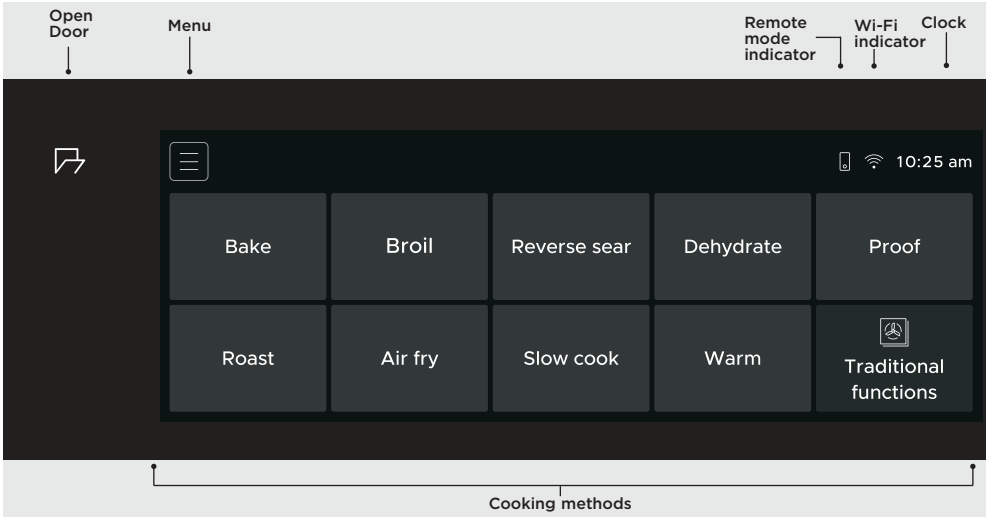 Open
Door
Menu
Remote
mode
indicator
Wi-Fi
indicator
Clock
10:25 am
Bake
Broil
Reverse sear
Dehydrate
Proof
Roast
Air fry
Slow cook
Warm
Traditional
functions
Cooking methods